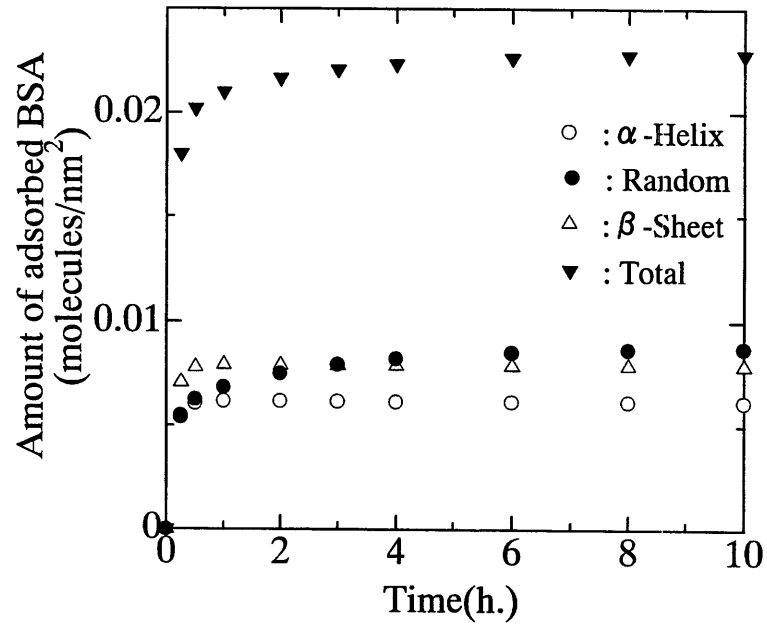 Amount of adsorbed BSA
(molecules/nm²)
0.02
0.01
0
0 2 4 6 8 10
Time(h.)
○ : α-Helix
● : Random
△ : β-Sheet
▼ : Total